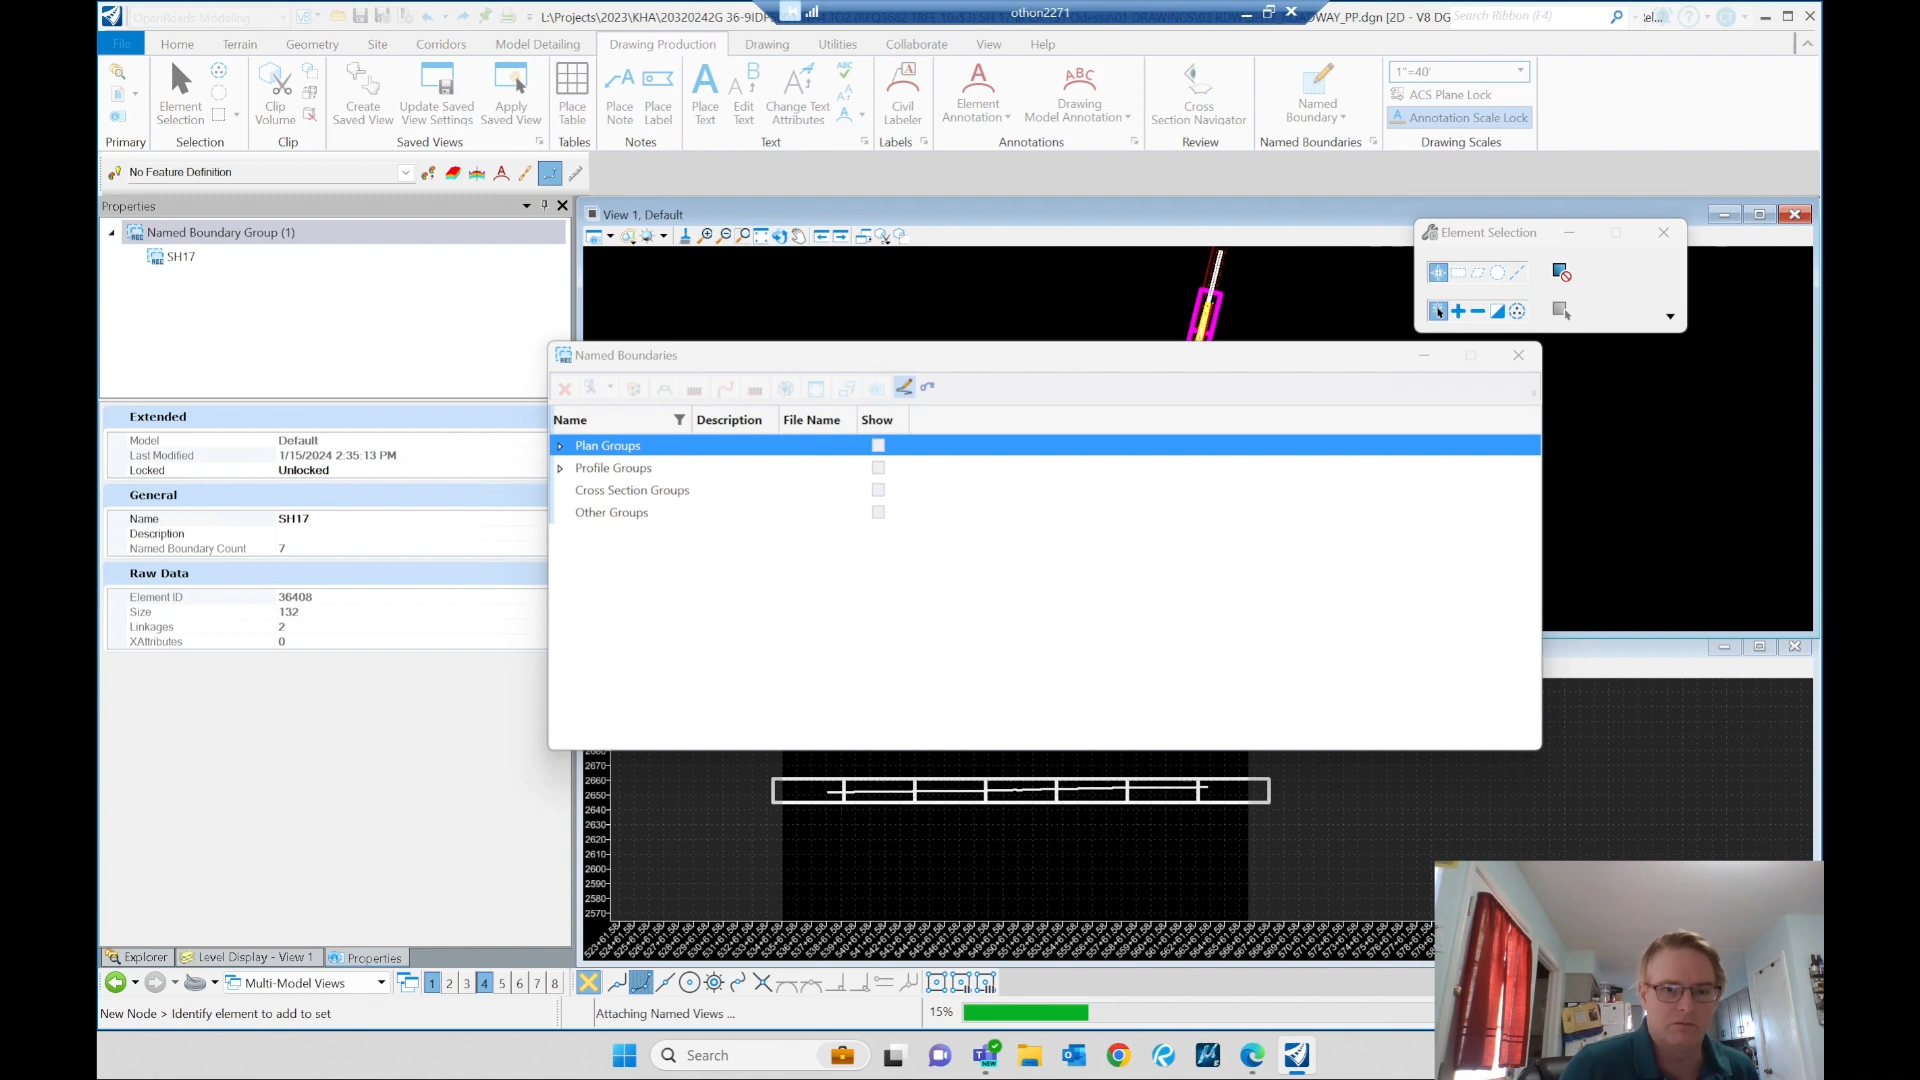 OpenRoads Modeling
L:\Projects\2023\KHA\20320242G 36-9IDF
othon2271
WAY_PP.dgn [2D - V8 DG
Search Ribbon (F4)
File
Home
Terrain
Geometry
Site
Corridors
Model Detailing
Drawing Production
Drawing
Utilities
Collaborate
View
Help
Element Selection
Clip Volume
Create Saved View
Update Saved View Settings
Apply Saved View
Place Table
Place Note
Place Label
Place Text
Edit Text
Change Text Attributes
Civil Labeler
Element Annotation
Drawing Model Annotation
Cross Section Navigator
Named Boundary
1"=40'
ACS Plane Lock
Annotation Scale Lock
Primary
Selection
Clip
Saved Views
Tables
Notes
Text
Labels
Annotations
Review
Named Boundaries
Drawing Scales
No Feature Definition
Properties
Named Boundary Group (1)
SH17
View 1, Default
Element Selection
Extended
Model Default
Last Modified 1/15/2024 2:35:13 PM
Locked Unlocked
General
Name SH17
Description
Named Boundary Count 7
Raw Data
Element ID 36408
Size 132
Linkages 2
XAttributes 0
Named Boundaries
Name Description File Name Show
Plan Groups
Profile Groups
Cross Section Groups
Other Groups
2680
2670
2660
2650
2640
2630
2620
2610
2600
2590
2580
2570
Explorer
Level Display - View 1
Properties
Multi-Model Views
1 2 3 4 5 6 7 8
New Node > Identify element to add to set
Attaching Named Views ...
15%
Search
NEW